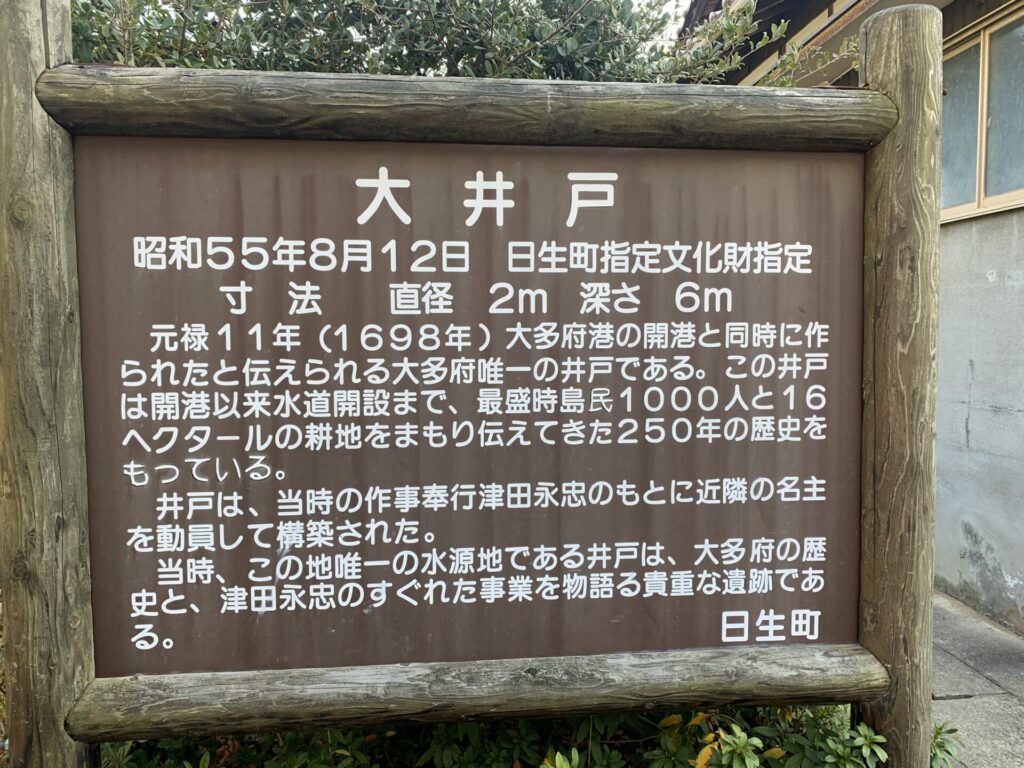 大井戸
昭和55年8月12日　日生町指定文化財指定
寸　法　　直径　2m　深さ　6m
元禄11年（1698年）大多府港の開港と同時に作
られたと伝えられる大多府唯一の井戸である。この井戸
は開港以来水道開設まで、最盛時島民1000人と16
ヘクタールの耕地をまもり伝えてきた250年の歴史を
もっている。
井戸は、当時の作事奉行津田永忠のもとに近隣の名主
を動員して構築された。
当時、この地唯一の水源地である井戸は、大多府の歴
史と、津田永忠のすぐれた事業を物語る貴重な遺跡であ
る。
日生町